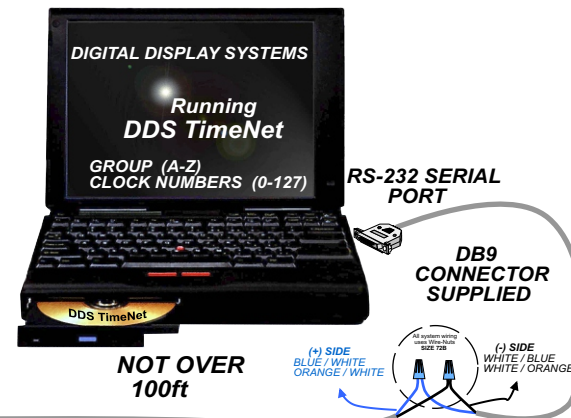 DIGITAL DISPLAY SYSTEMS
Running
DDS TimeNet
GROUP (A-Z)
CLOCK NUMBERS (0-127)
RS-232 SERIAL
PORT
DB9
CONNECTOR
SUPPLIED
DDS TimeNet
NOT OVER
100ft
(+) SIDE
BLUE / WHITE
ORANGE / WHITE
All system wiring
uses Wire-Nuts
SIZE 72B
(-) SIDE
WHITE / BLUE
WHITE / ORANGE